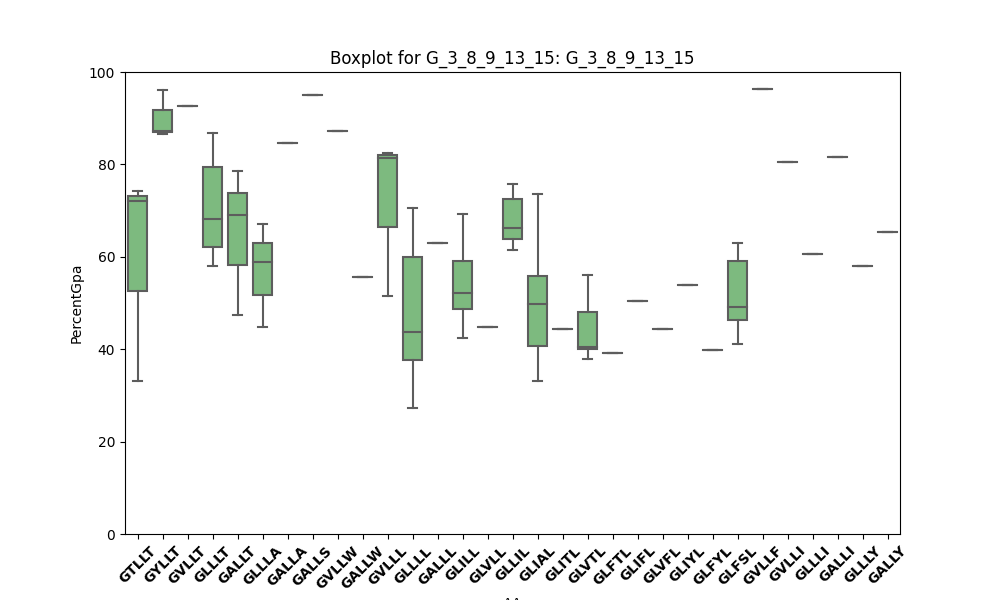 Boxplot for G_3_8_9_13_15: G_3_8_9_13_15
PercentGpa
100
80
60
40
20
0
GTLLT
GYLLT
GVLLT
GLLLT
GALLT
GLLLA
GALLA
GALLS
GVLLW
GALLW
GVLLL
GLLLL
GALLL
GLILL
GLVLL
GLLIL
GLIAL
GLITL
GLVTL
GLFTL
GLIFL
GLVFL
GLIYL
GLFYL
GLFSL
GVLLF
GVLLI
GLLLI
GALLI
GLLLY
GALLY